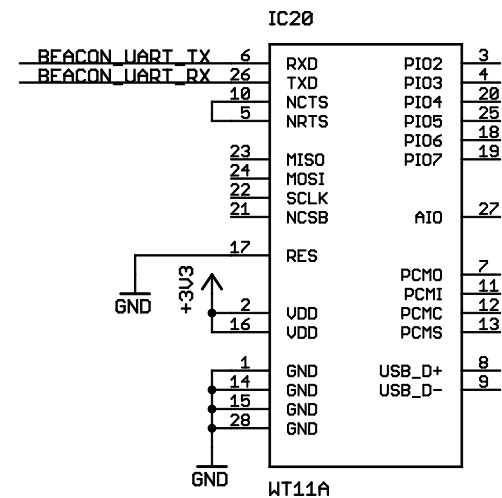 IC20
BEACON_UART_TX 6 RXD PIO2 3
BEACON_UART_RX 26 TXD PIO3 4
10 NCTS PIO4 20
5 NRTS PIO5 25
PIO6 18
23 MISO PIO7 19
24 MOSI
22 SCLK
21 NCSB AIO 27
17 RES
+3V3 PCMO 7
GND PCMI 11
2 VDD PCMC 12
16 VDD PCMS 13
1 GND USB_D+ 8
14 GND USB_D- 9
15 GND
28 GND
GND
WT11A